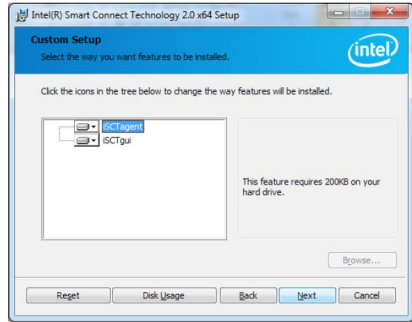 Intel(R) Smart Connect Technology 2.0 x64 Setup
Custom Setup
Select the way you want features to be installed.
intel
Click the icons in the tree below to change the way features will be installed.
iSCTagent
iSCTgui
This feature requires 200KB on your
hard drive.
Browse...
Reset
Disk Usage
Back
Next
Cancel